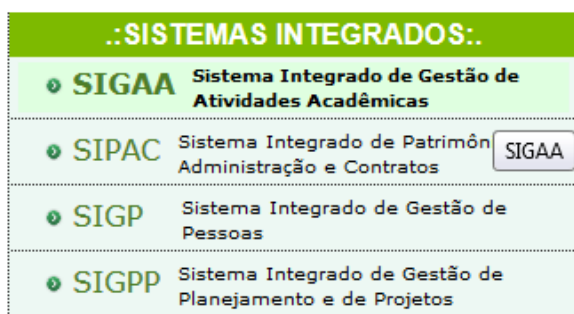 .:SISTEMAS INTEGRADOS:.
SIGAA Sistema Integrado de Gestão de
Atividades Acadêmicas
SIPAC Sistema Integrado de Patrimôn
Administração e Contratos
SIGAA
SIGP Sistema Integrado de Gestão de
Pessoas
SIGPP Sistema Integrado de Gestão de
Planejamento e de Projetos